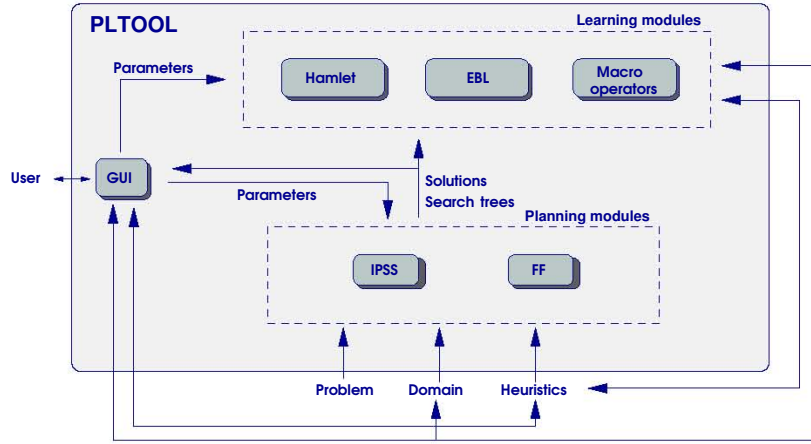 PLTOOL
Learning modules
Parameters
Hamlet
EBL
Macro
operators
User
GUI
Parameters
Solutions
Search trees
Planning modules
IPSS
FF
Problem
Domain
Heuristics